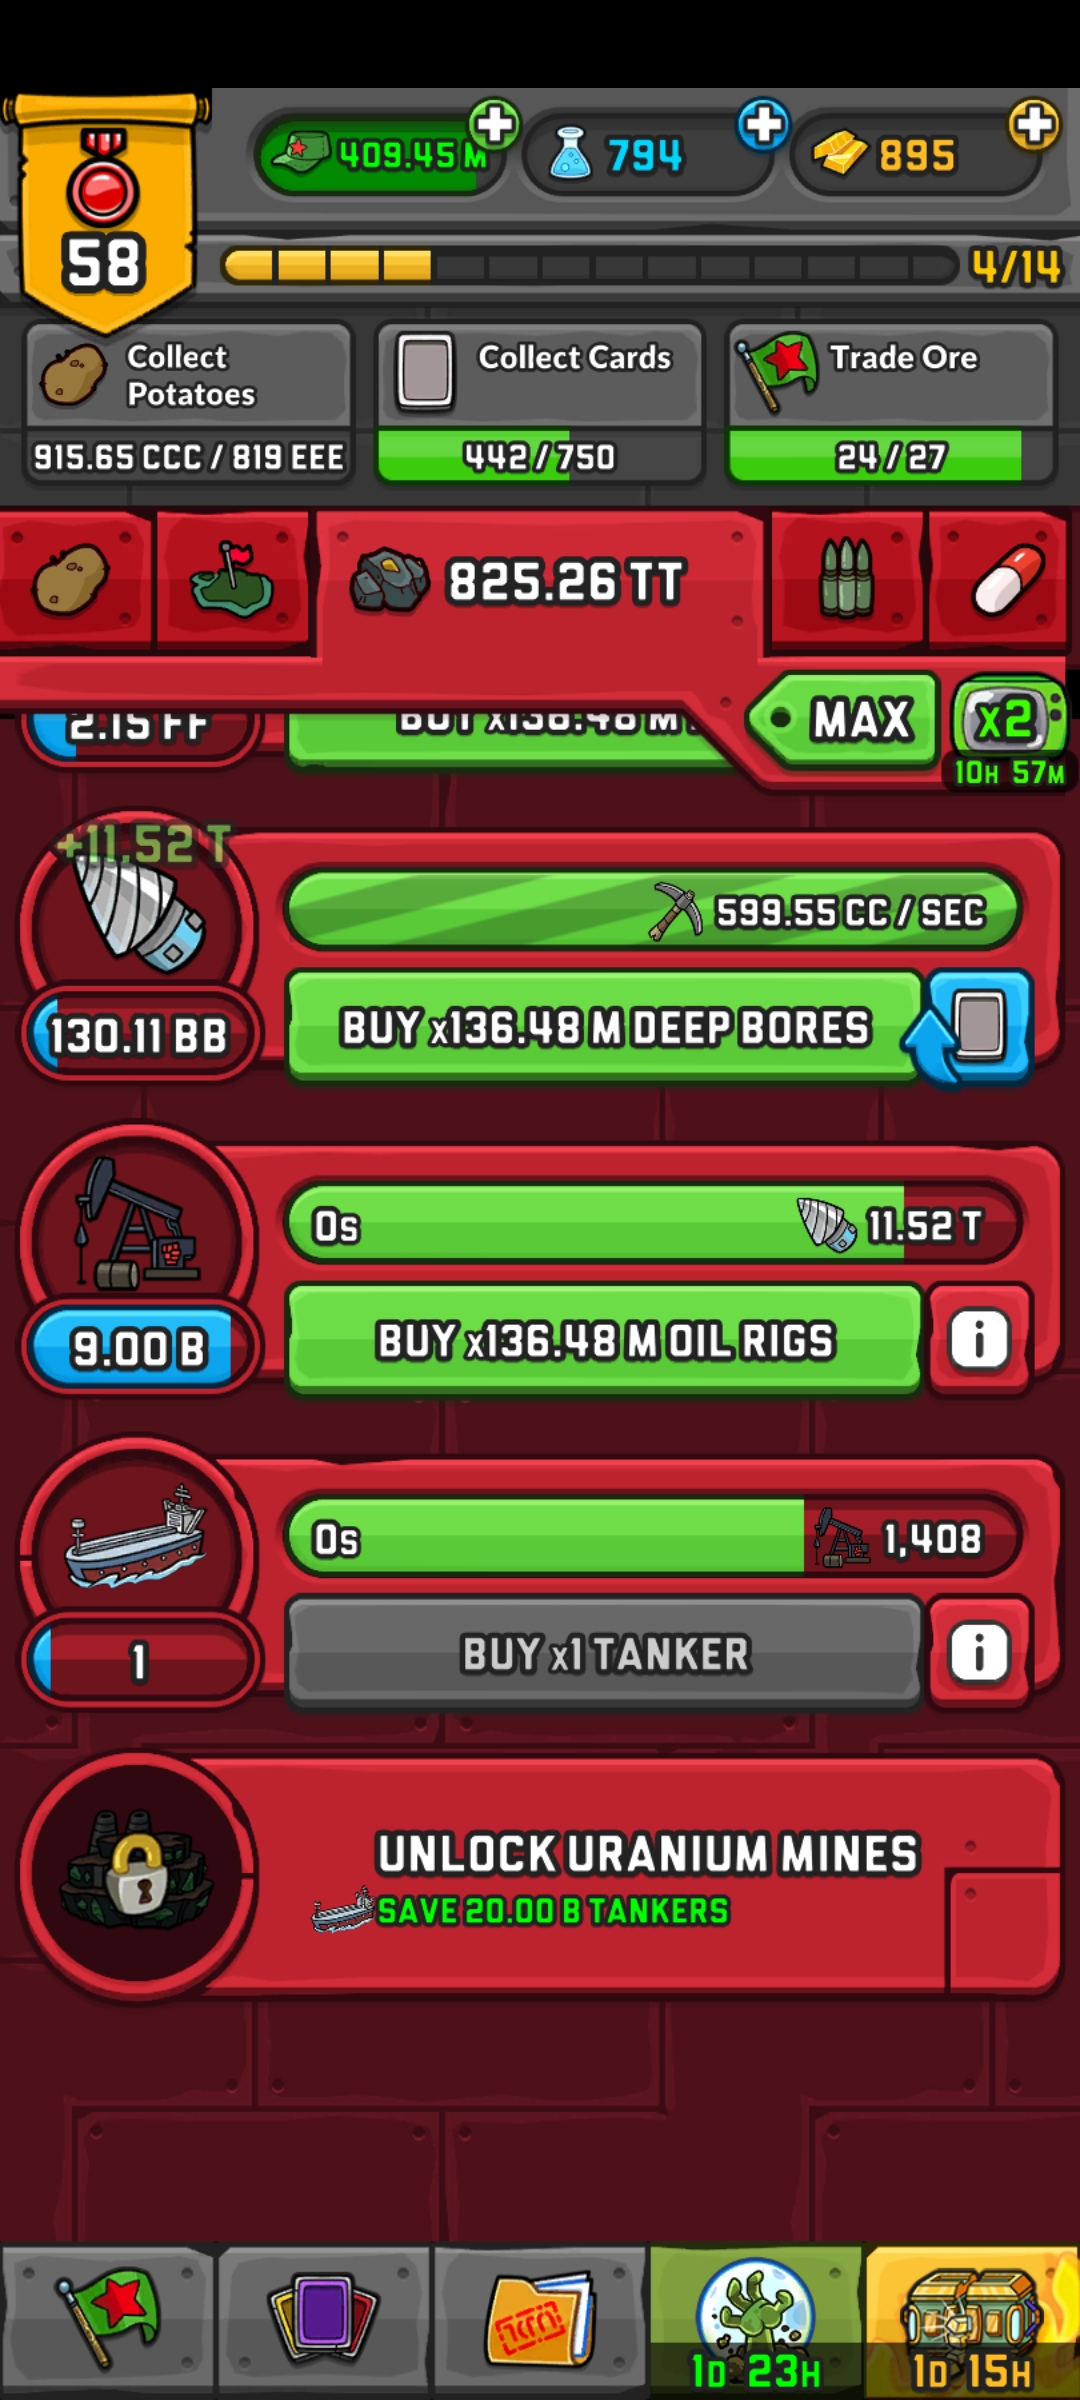 409.45 M
794
895
58
4/14
Collect
Potatoes
Collect Cards
Trade Ore
915.65 CCC / 819 EEE
442/750
24/27
825.26 TT
MAX
x2
10H 57M
2.15 FF
BUY x136.48 M
+11.52 T
599.55 CC / SEC
130.11 BB
BUY x136.48 M DEEP BORES
0s
11.52 T
9.00 B
BUY x136.48 M OIL RIGS
i
0s
1,408
1
BUY x1 TANKER
i
UNLOCK URANIUM MINES
SAVE 20.00 B TANKERS
1D 23H
1D 15H